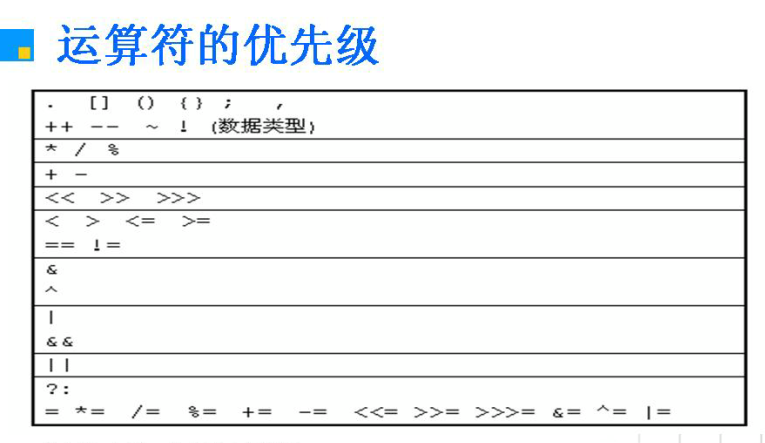 运算符的优先级
. [] () {} ; ,
++ -- ~ ! (数据类型)
* / %
+ -
<< >> >>>
< > <= >=
== !=
&
^
|
&&
||
?:
= *= /= %= += -= <<= >>= >>>= &= ^= |=